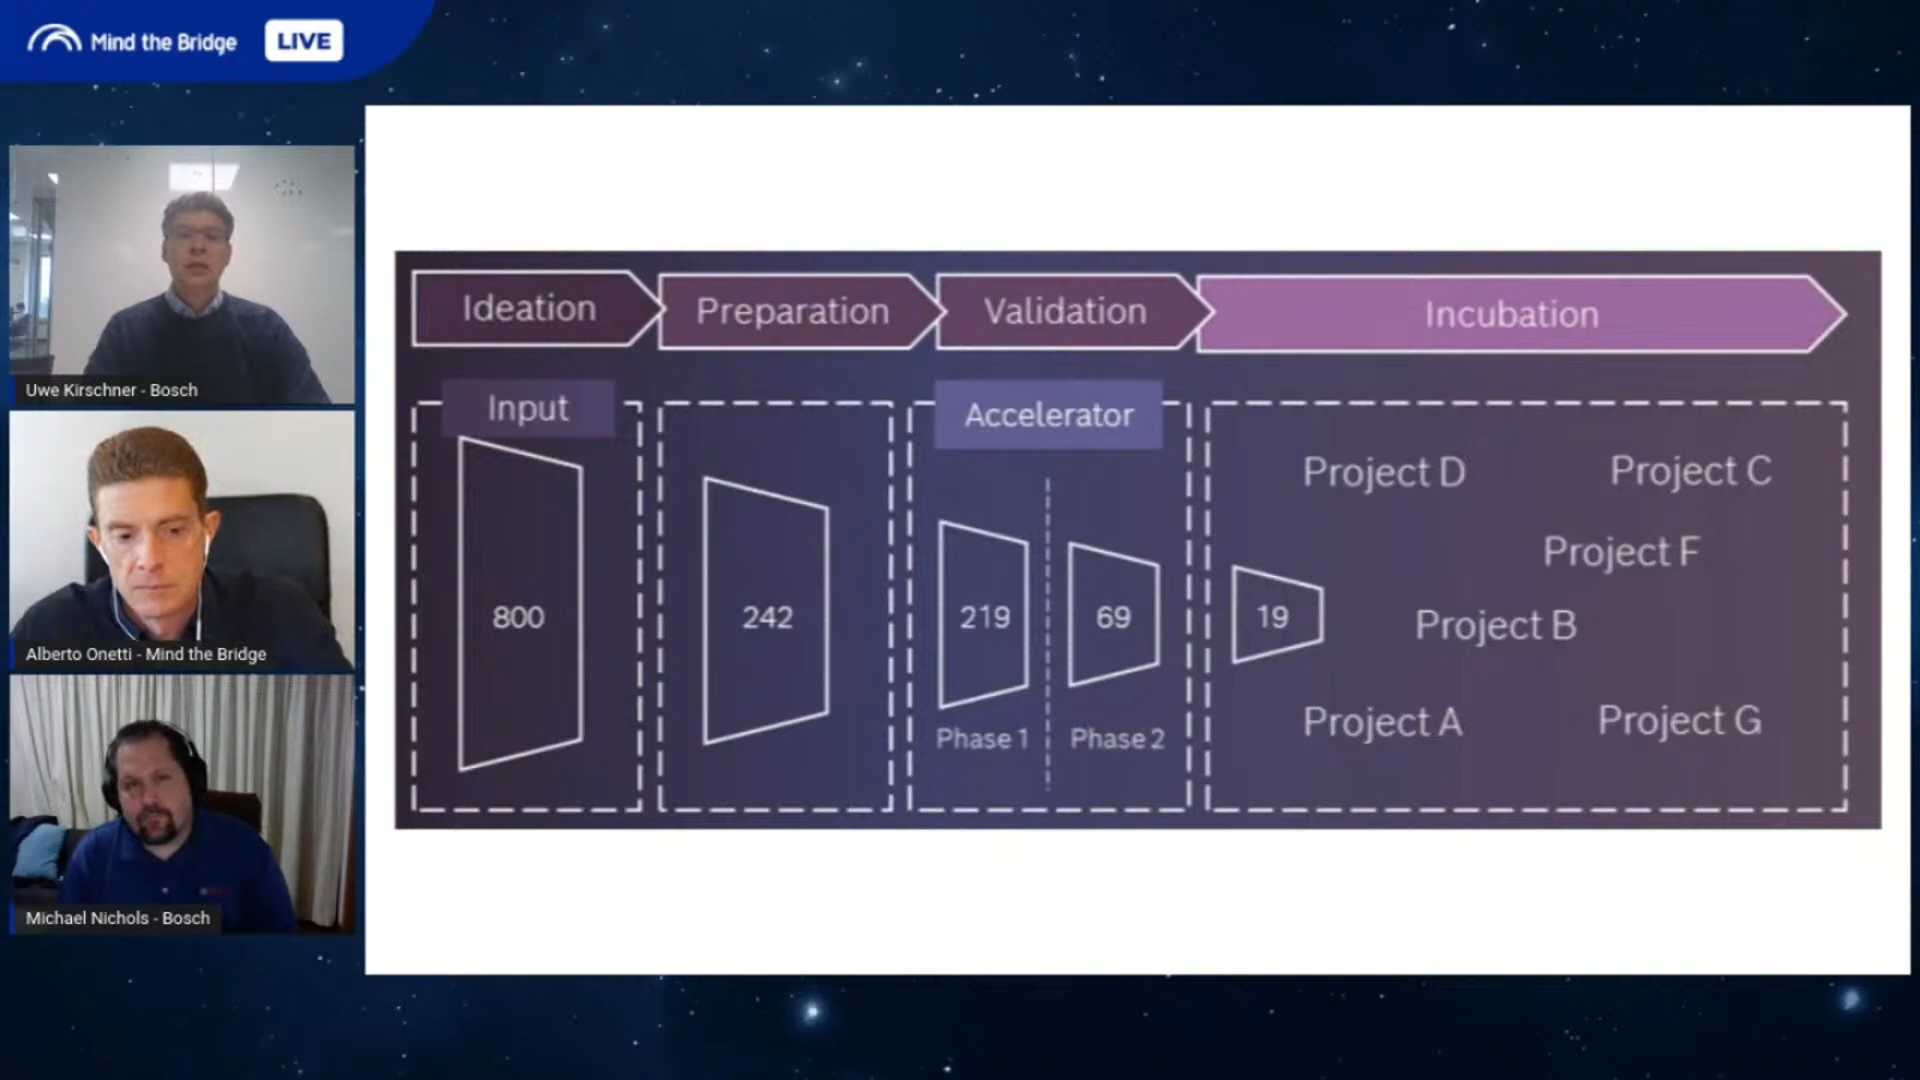 Mind the Bridge LIVE
Uwe Kirschner - Bosch
Alberto Onetti - Mind the Bridge
Michael Nichols - Bosch
Ideation Preparation Validation Incubation
Input Accelerator
Project D Project C
Project F
800 242 219 69 19 Project B
Project A Project G
Phase 1 Phase 2